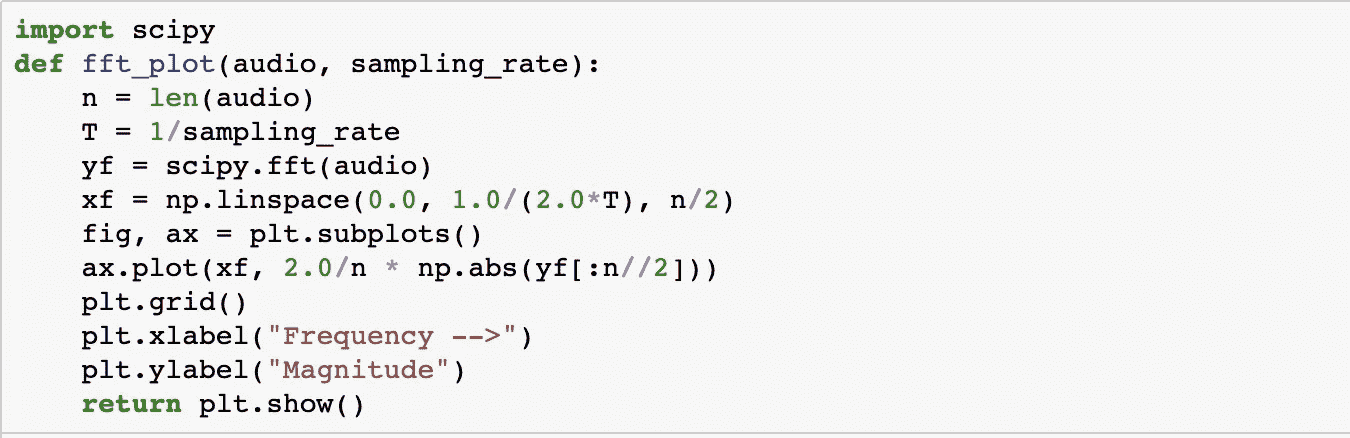 import scipy
def fft_plot(audio, sampling_rate):
    n = len(audio)
    T = 1/sampling_rate
    yf = scipy.fft(audio)
    xf = np.linspace(0.0, 1.0/(2.0*T), n/2)
    fig, ax = plt.subplots()
    ax.plot(xf, 2.0/n * np.abs(yf[:n//2]))
    plt.grid()
    plt.xlabel("Frequency -->")
    plt.ylabel("Magnitude")
    return plt.show()